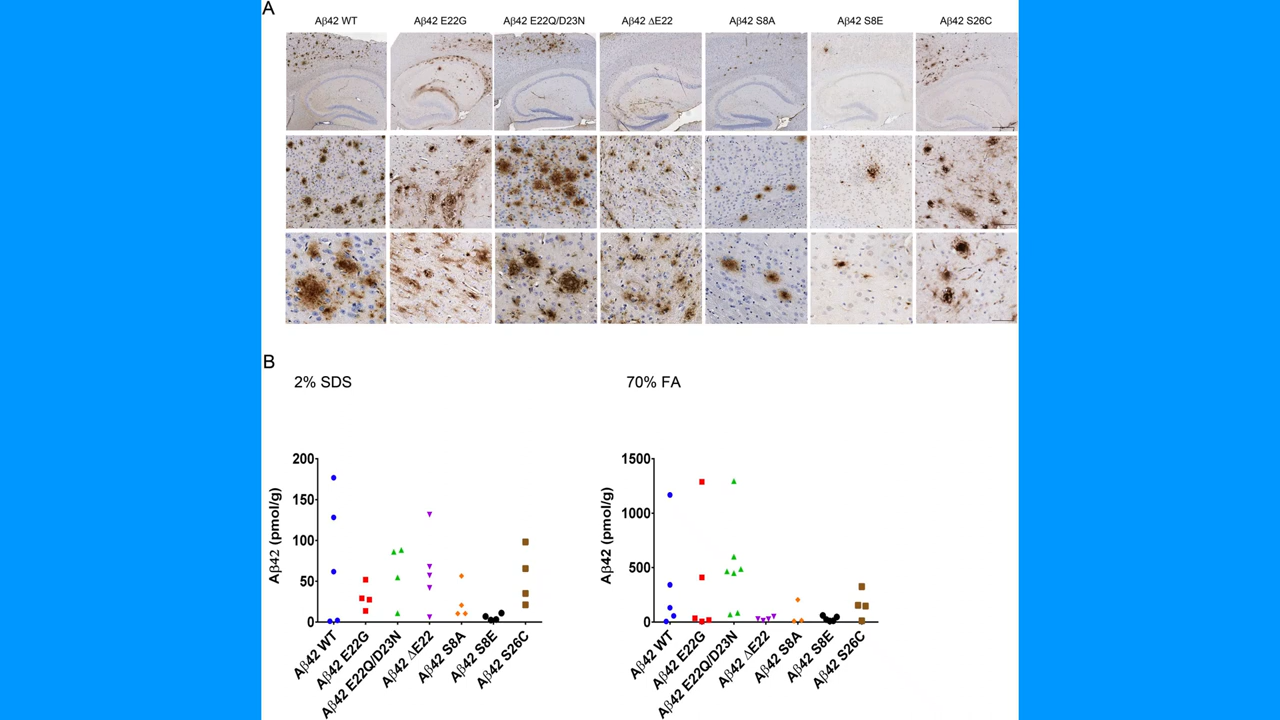 A
Aβ42 WT Aβ42 E22G Aβ42 E22Q/D23N Aβ42 ΔE22 Aβ42 S8A Aβ42 S8E Aβ42 S26C
B
2% SDS
200
150
100
50
0
Aβ42 (pmol/g)
Aβ42 WT
Aβ42 E22G
Aβ42 E22Q/D23N
Aβ42 ΔE22
Aβ42 S8A
Aβ42 S8E
Aβ42 S26C
70% FA
1500
1000
500
0
Aβ42 (pmol/g)
Aβ42 WT
Aβ42 E22G
Aβ42 E22Q/D23N
Aβ42 ΔE22
Aβ42 S8A
Aβ42 S8E
Aβ42 S26C